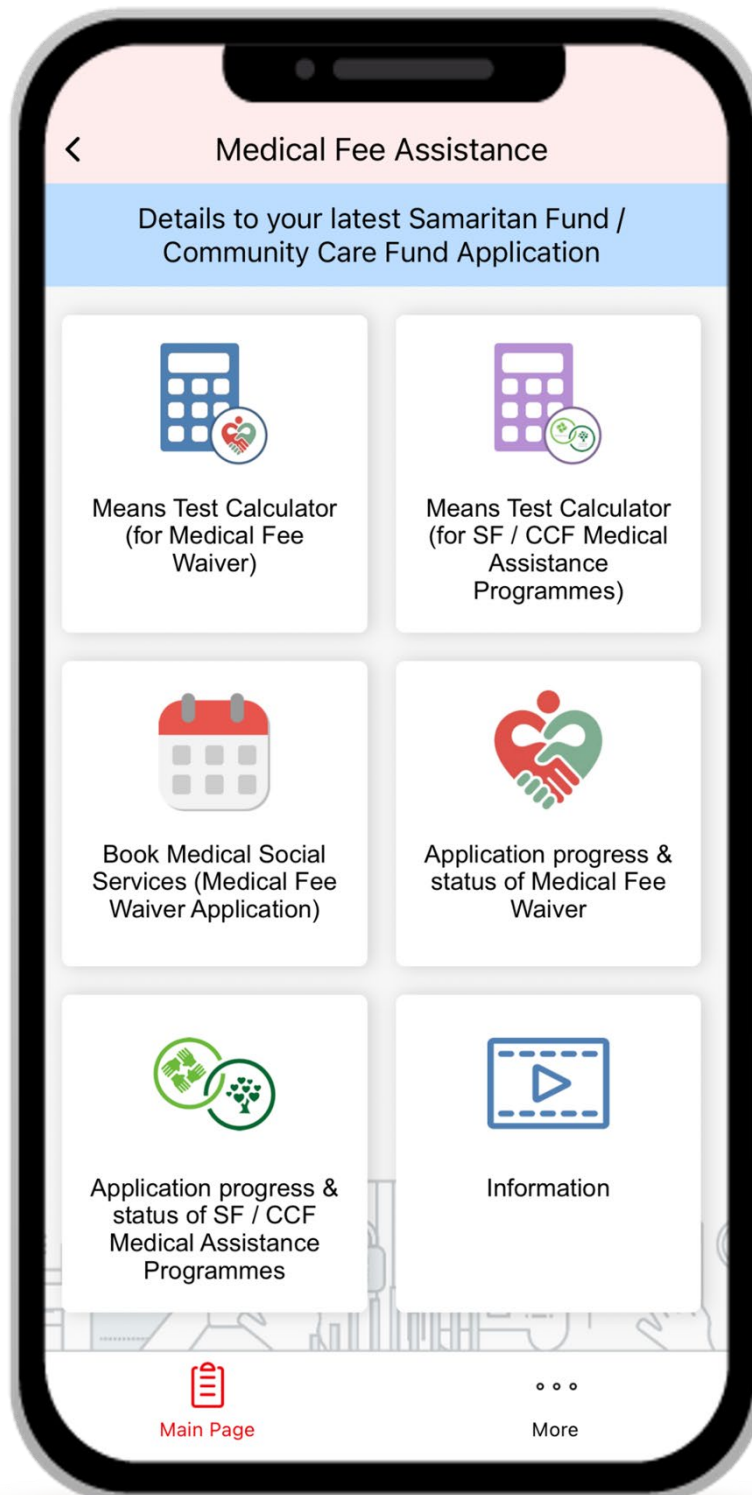 Medical Fee Assistance
Details to your latest Samaritan Fund /
Community Care Fund Application
Means Test Calculator
(for Medical Fee
Waiver)
Means Test Calculator
(for SF / CCF Medical
Assistance
Programmes)
Book Medical Social
Services (Medical Fee
Waiver Application)
Application progress &
status of Medical Fee
Waiver
Application progress &
status of SF / CCF
Medical Assistance
Programmes
Information
Main Page
More